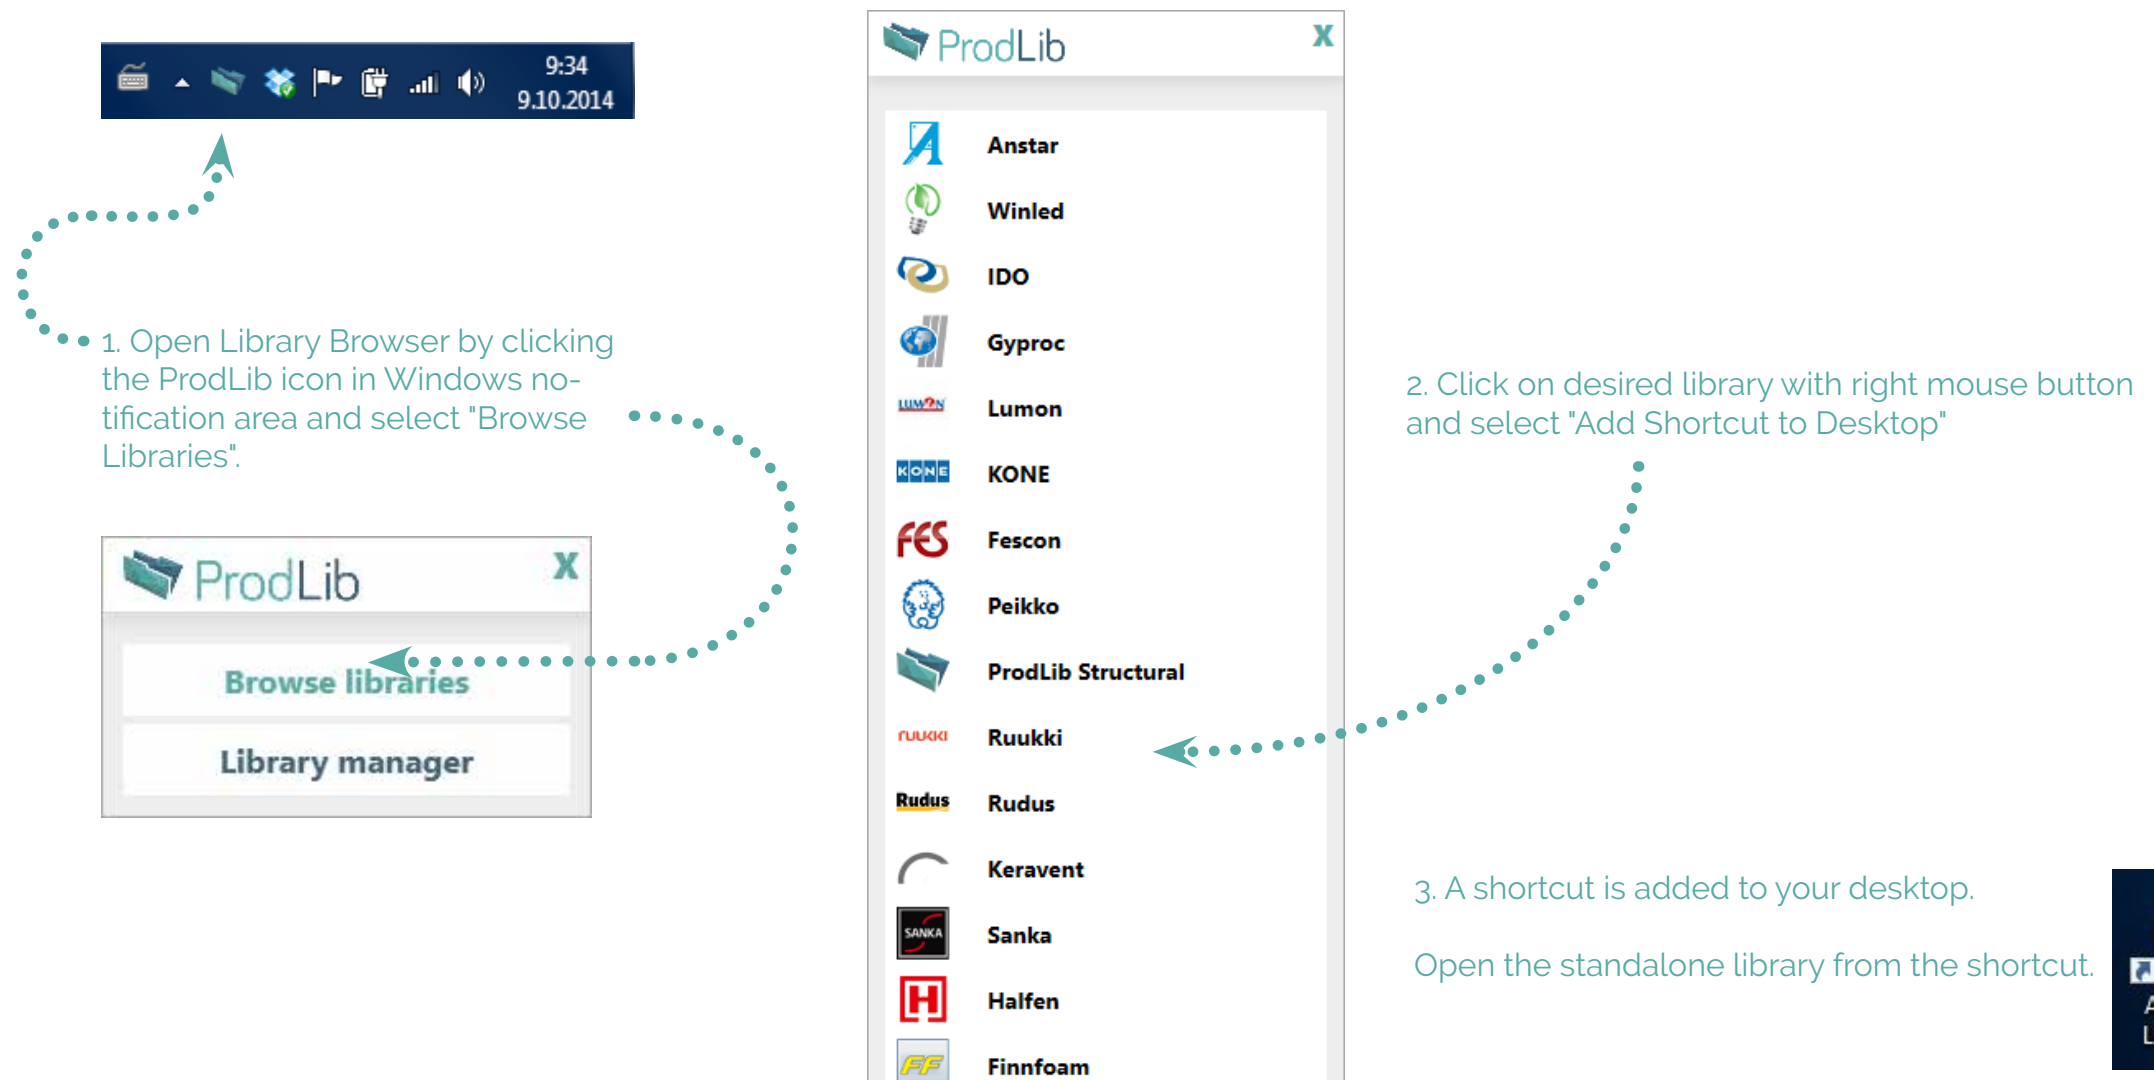 9:34
9.10.2014
1. Open Library Browser by clicking
the ProdLib icon in Windows no-
tification area and select "Browse
Libraries".
ProdLib X
Browse libraries
Library manager
ProdLib X
Anstar
Winled
IDO
Gyproc
LUMON Lumon
KONE KONE
FES Fescon
Peikko
ProdLib Structural
ruukki Ruukki
Rudus Rudus
Keravent
SANKA Sanka
H Halfen
FF Finnfoam
2. Click on desired library with right mouse button
and select "Add Shortcut to Desktop"
3. A shortcut is added to your desktop.
Open the standalone library from the shortcut.
A
L